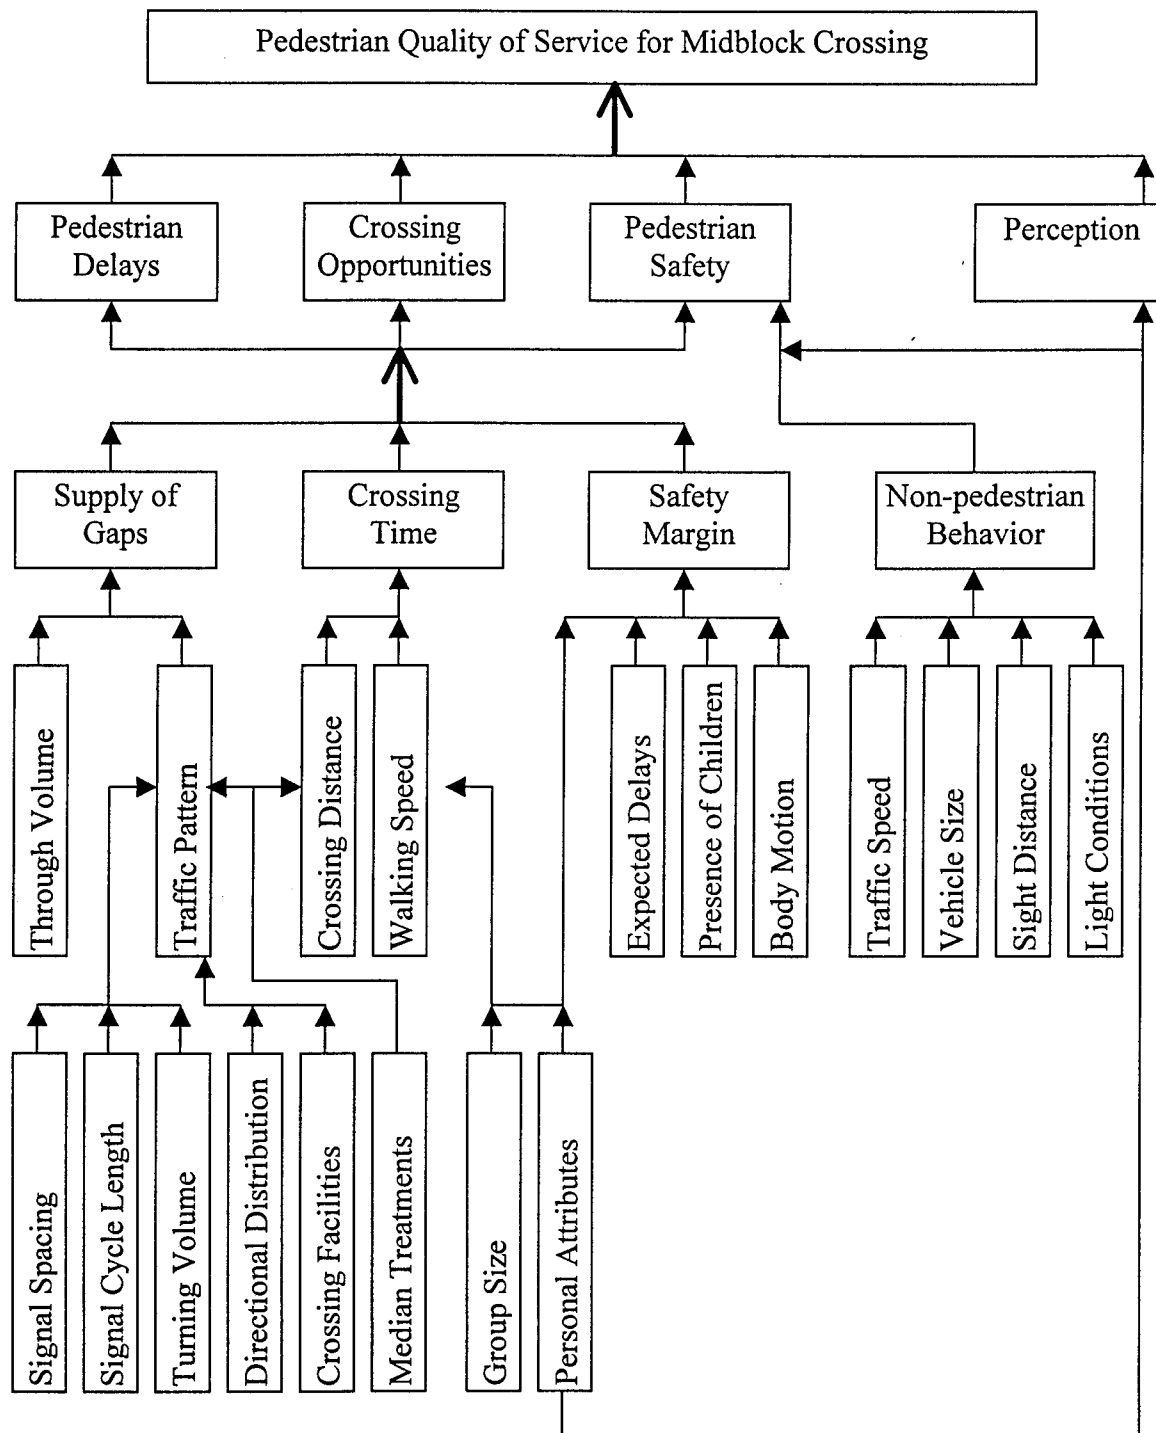 Pedestrian Quality of Service for Midblock Crossing
Pedestrian
Delays
Crossing
Opportunities
Pedestrian
Safety
Perception
Supply of
Gaps
Crossing
Time
Safety
Margin
Non-pedestrian
Behavior
Through Volume
Traffic Pattern
Crossing Distance
Walking Speed
Expected Delays
Presence of Children
Body Motion
Traffic Speed
Vehicle Size
Sight Distance
Light Conditions
Signal Spacing
Signal Cycle Length
Turning Volume
Directional Distribution
Crossing Facilities
Median Treatments
Group Size
Personal Attributes